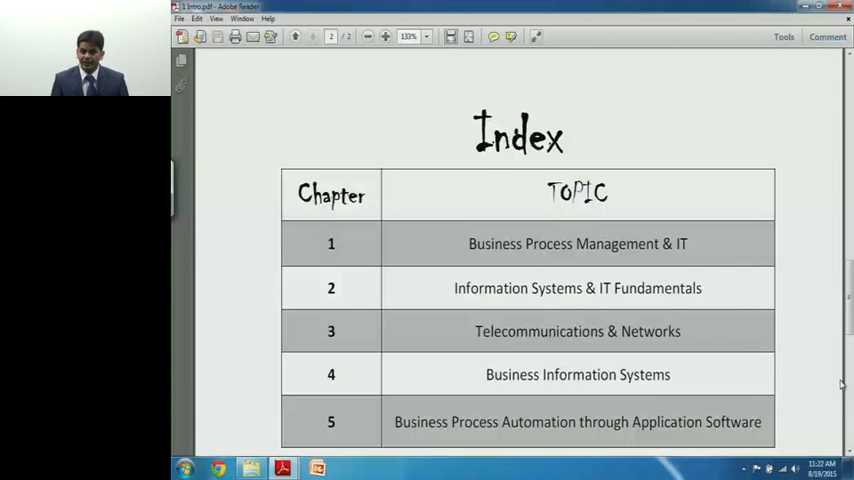 1 Intro.pdf - Adobe Reader
File Edit View Window Help
2 / 2 133% Tools Comment
Index
Chapter TOPIC
1 Business Process Management & IT
2 Information Systems & IT Fundamentals
3 Telecommunications & Networks
4 Business Information Systems
5 Business Process Automation through Application Software
11:22 AM
8/19/2015